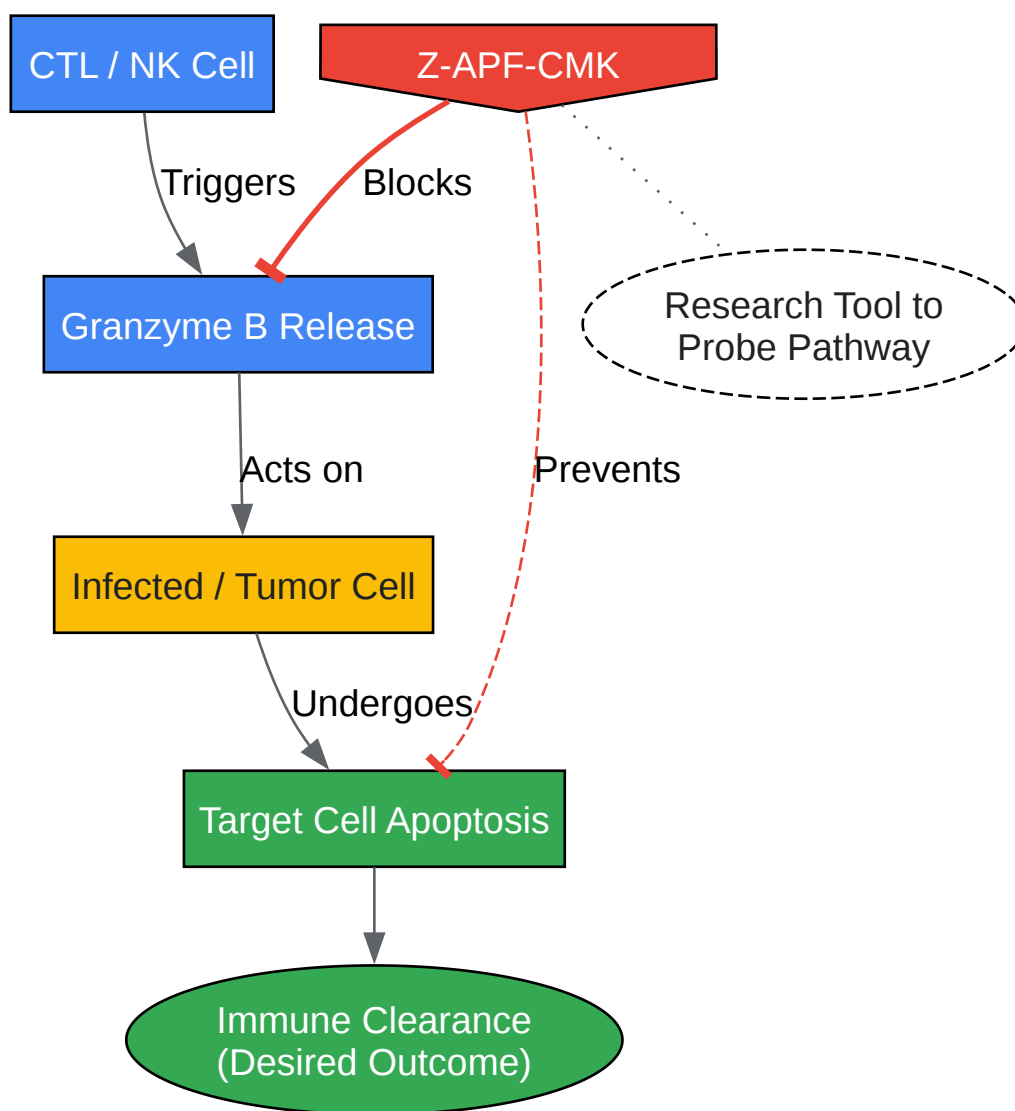 CTL / NK Cell
Z-APF-CMK
Triggers
Blocks
Granzyme B Release
Research Tool to
Probe Pathway
Acts on
Prevents
Infected / Tumor Cell
Undergoes
Target Cell Apoptosis
Immune Clearance
(Desired Outcome)